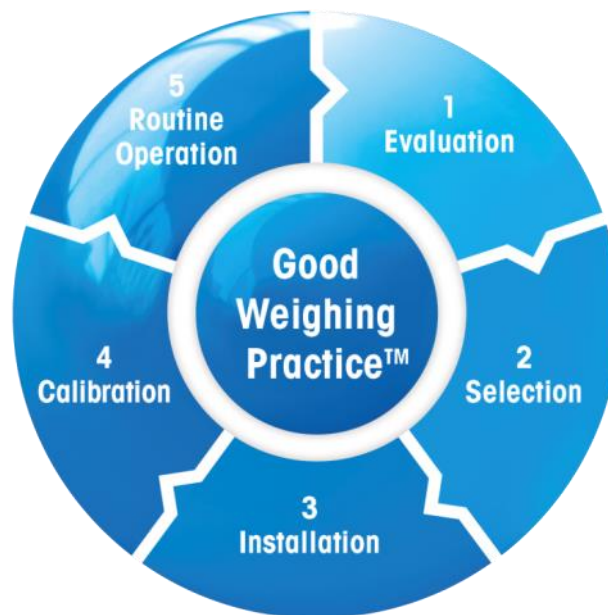 Good
Weighing
Practice™
1
Evaluation
2
Selection
3
Installation
4
Calibration
5
Routine
Operation